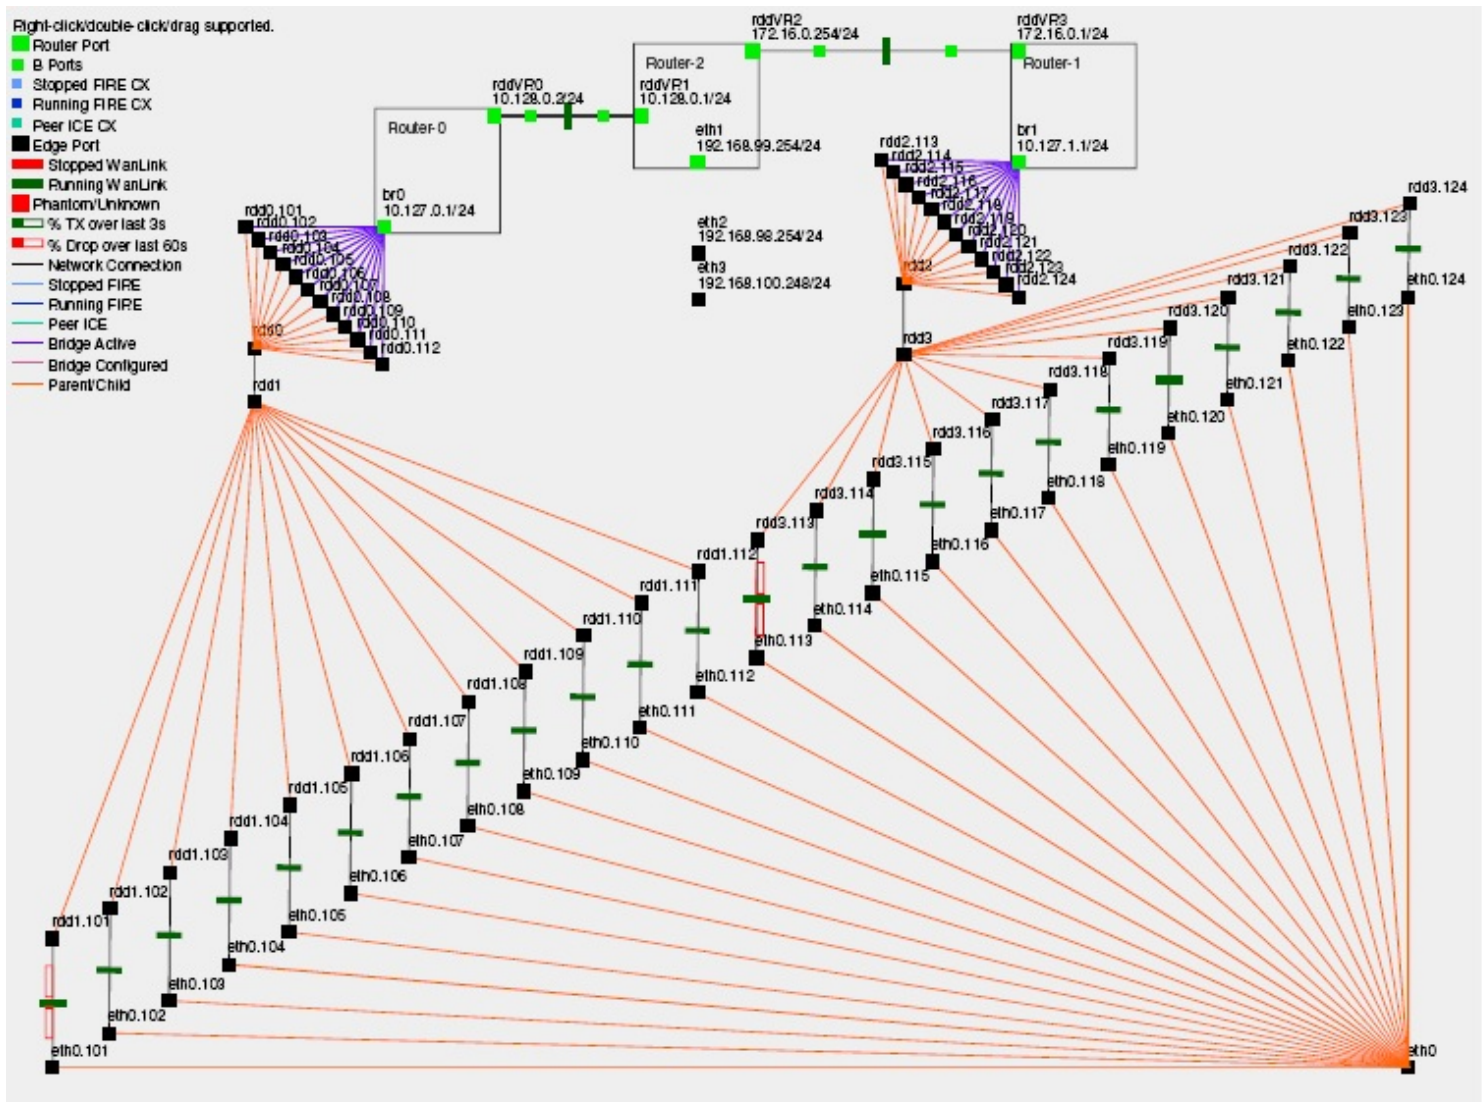 Right-click/double-click/drag supported.
Router Port
B Ports
Stopped FIRE CX
Running FIRE CX
Peer ICE CX
Edge Port
Stopped WanLink
Running WanLink
Phantom/Unknown
% TX over last 3s
% Drop over last 60s
Network Connection
Stopped FIRE
Running FIRE
Peer ICE
Bridge Active
Bridge Configured
Parent/Child
rddVR2
172.16.0.254/24
rddVR3
172.16.0.1/24
Router-2
Router-1
rddVR0
10.128.0.2/24
rddVR1
10.128.0.1/24
Router-0
eth1
192.168.99.254/24
br1
10.127.1.1/24
br0
10.127.0.1/24
eth2
192.168.98.254/24
eth3
192.168.100.248/24
rdd0.101
rdd0.102
rdd0.103
rdd0.104
rdd0.105
rdd0.106
rdd0.107
rdd0.108
rdd0.109
rdd0.110
rdd0.111
rdd0.112
rdd0
rdd1
rdd2.113
rdd2.114
rdd2.115
rdd2.116
rdd2.117
rdd2.118
rdd2.119
rdd2.120
rdd2.121
rdd2.122
rdd2.123
rdd2.124
rdd2
rdd3
rdd3.124
rdd3.123
rdd3.122
rdd3.121
rdd3.120
rdd3.119
rdd3.118
rdd3.117
rdd3.116
rdd3.115
rdd3.114
rdd3.113
eth0.124
eth0.123
eth0.122
eth0.121
eth0.120
eth0.119
eth0.118
eth0.117
eth0.116
eth0.115
eth0.114
eth0.113
rdd1.112
rdd1.111
rdd1.110
rdd1.109
rdd1.108
rdd1.107
rdd1.106
rdd1.105
rdd1.104
rdd1.103
rdd1.102
rdd1.101
eth0.112
eth0.111
eth0.110
eth0.109
eth0.108
eth0.107
eth0.106
eth0.105
eth0.104
eth0.103
eth0.102
eth0.101
eth0